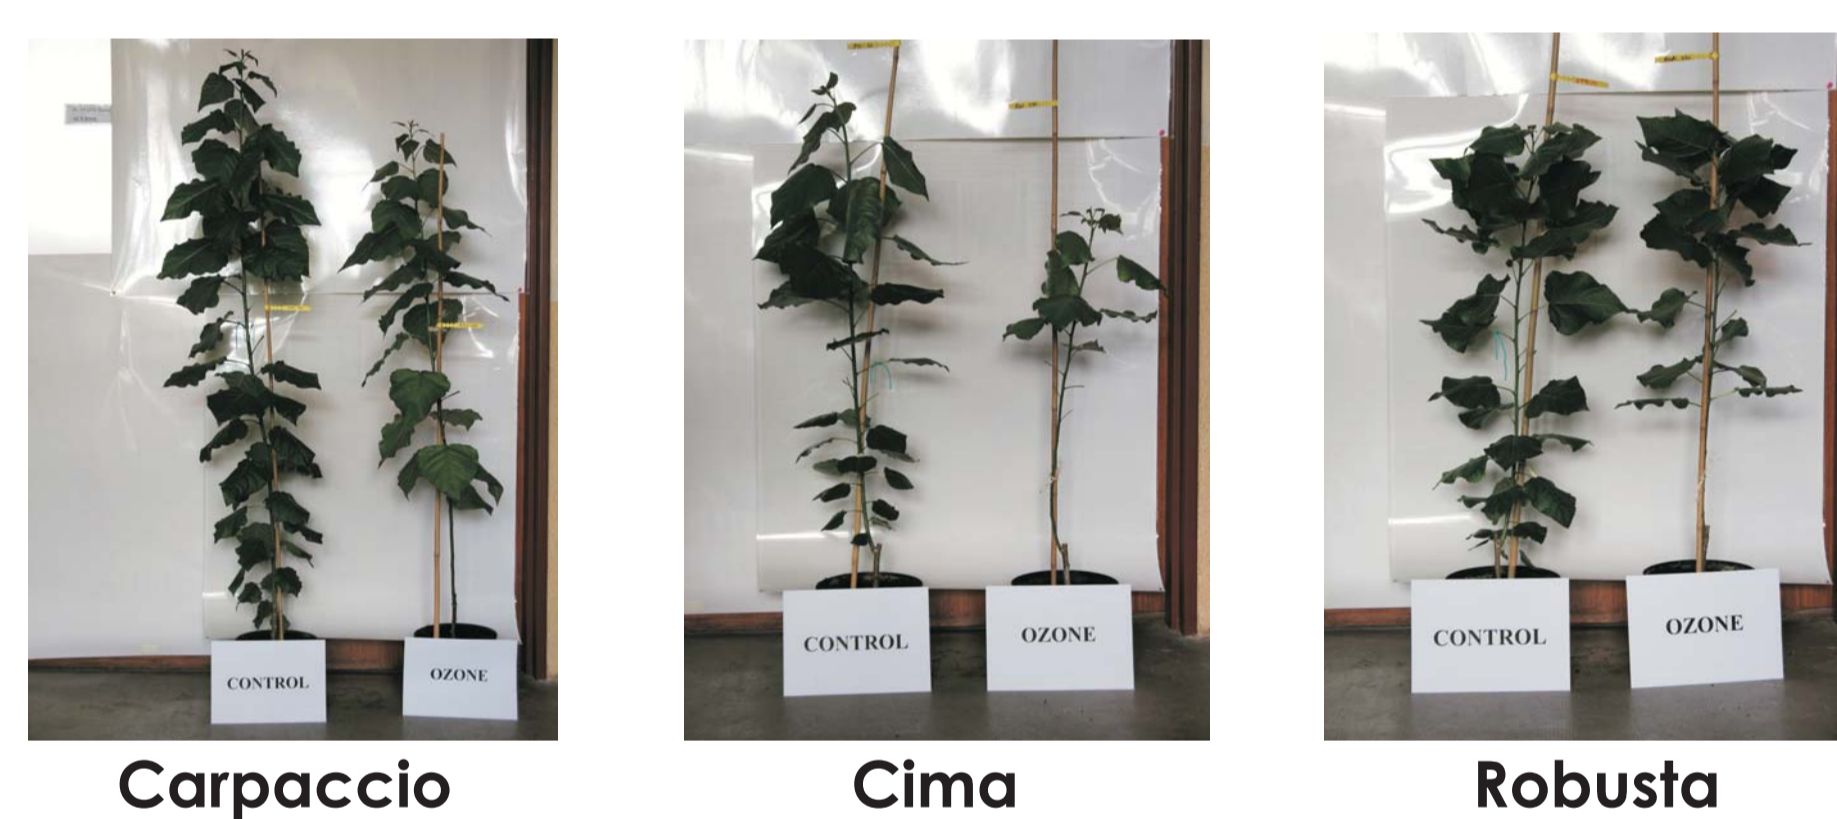 CONTROL
OZONE
Carpaccio
CONTROL
OZONE
Cima
CONTROL
OZONE
Robusta